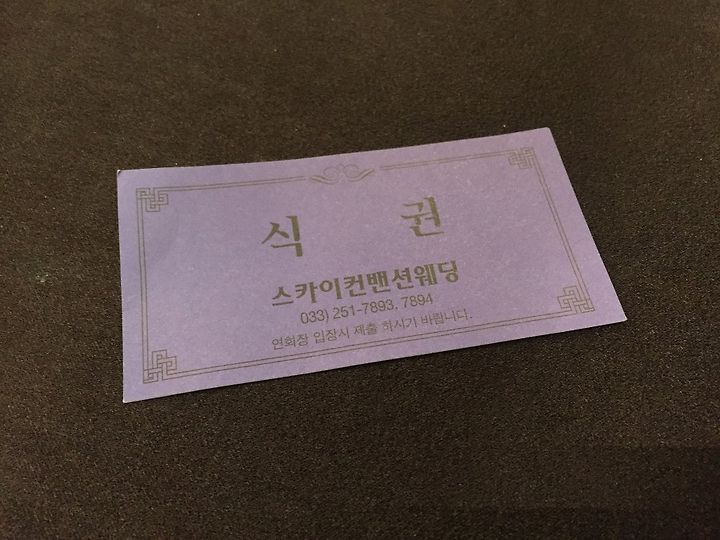 식 권
스카이컨밴션웨딩
033) 251-7893, 7894
연회장 입장시 제출 하시기 바랍니다.